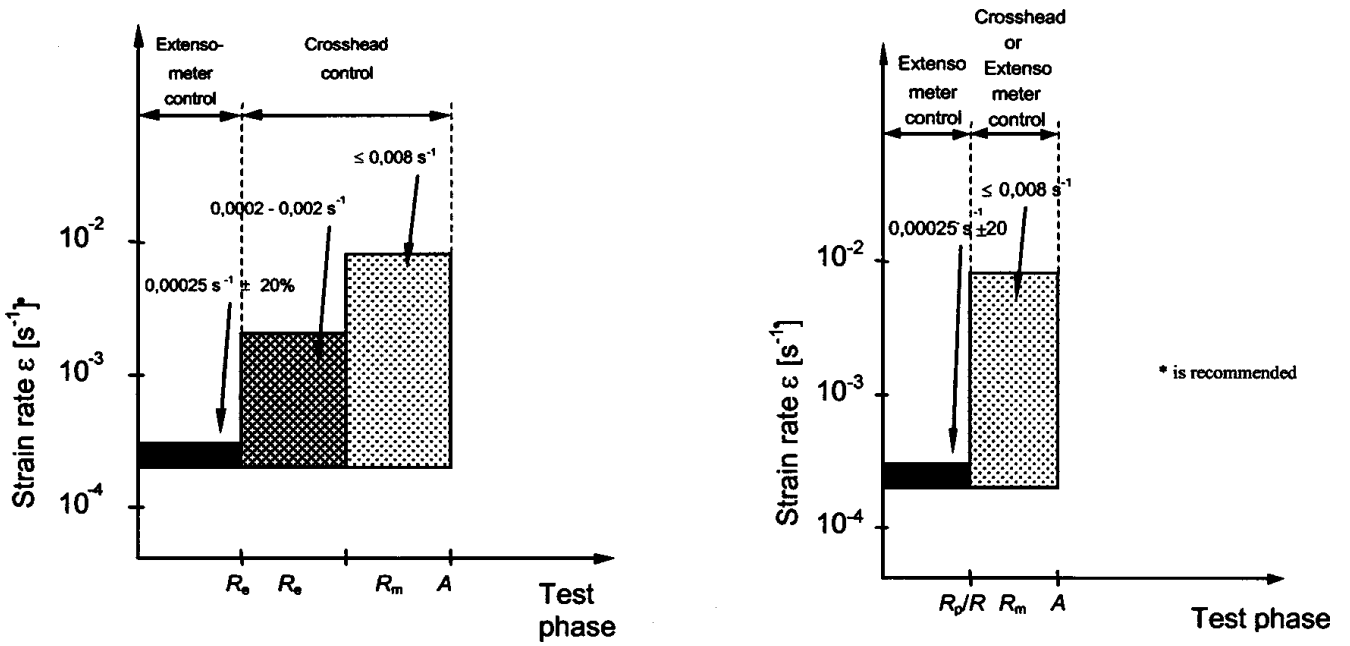 Extenso-
meter
control
Crosshead
control
≤ 0,008 s⁻¹
0,0002 - 0,002 s⁻¹
0,00025 s⁻¹ ± 20%
10⁻²
10⁻³
10⁻⁴
Strain rate ε [s⁻¹]*
Rₑ
Rₑ
Rₘ
A
Test
phase
Crosshead
or
Extenso
meter
control
Extenso
meter
control
≤ 0,008 s⁻¹
0,00025 s⁻¹ ±20
10⁻²
10⁻³
10⁻⁴
Strain rate ε [s⁻¹]
Rₚ/R
Rₘ
A
Test phase
* is recommended